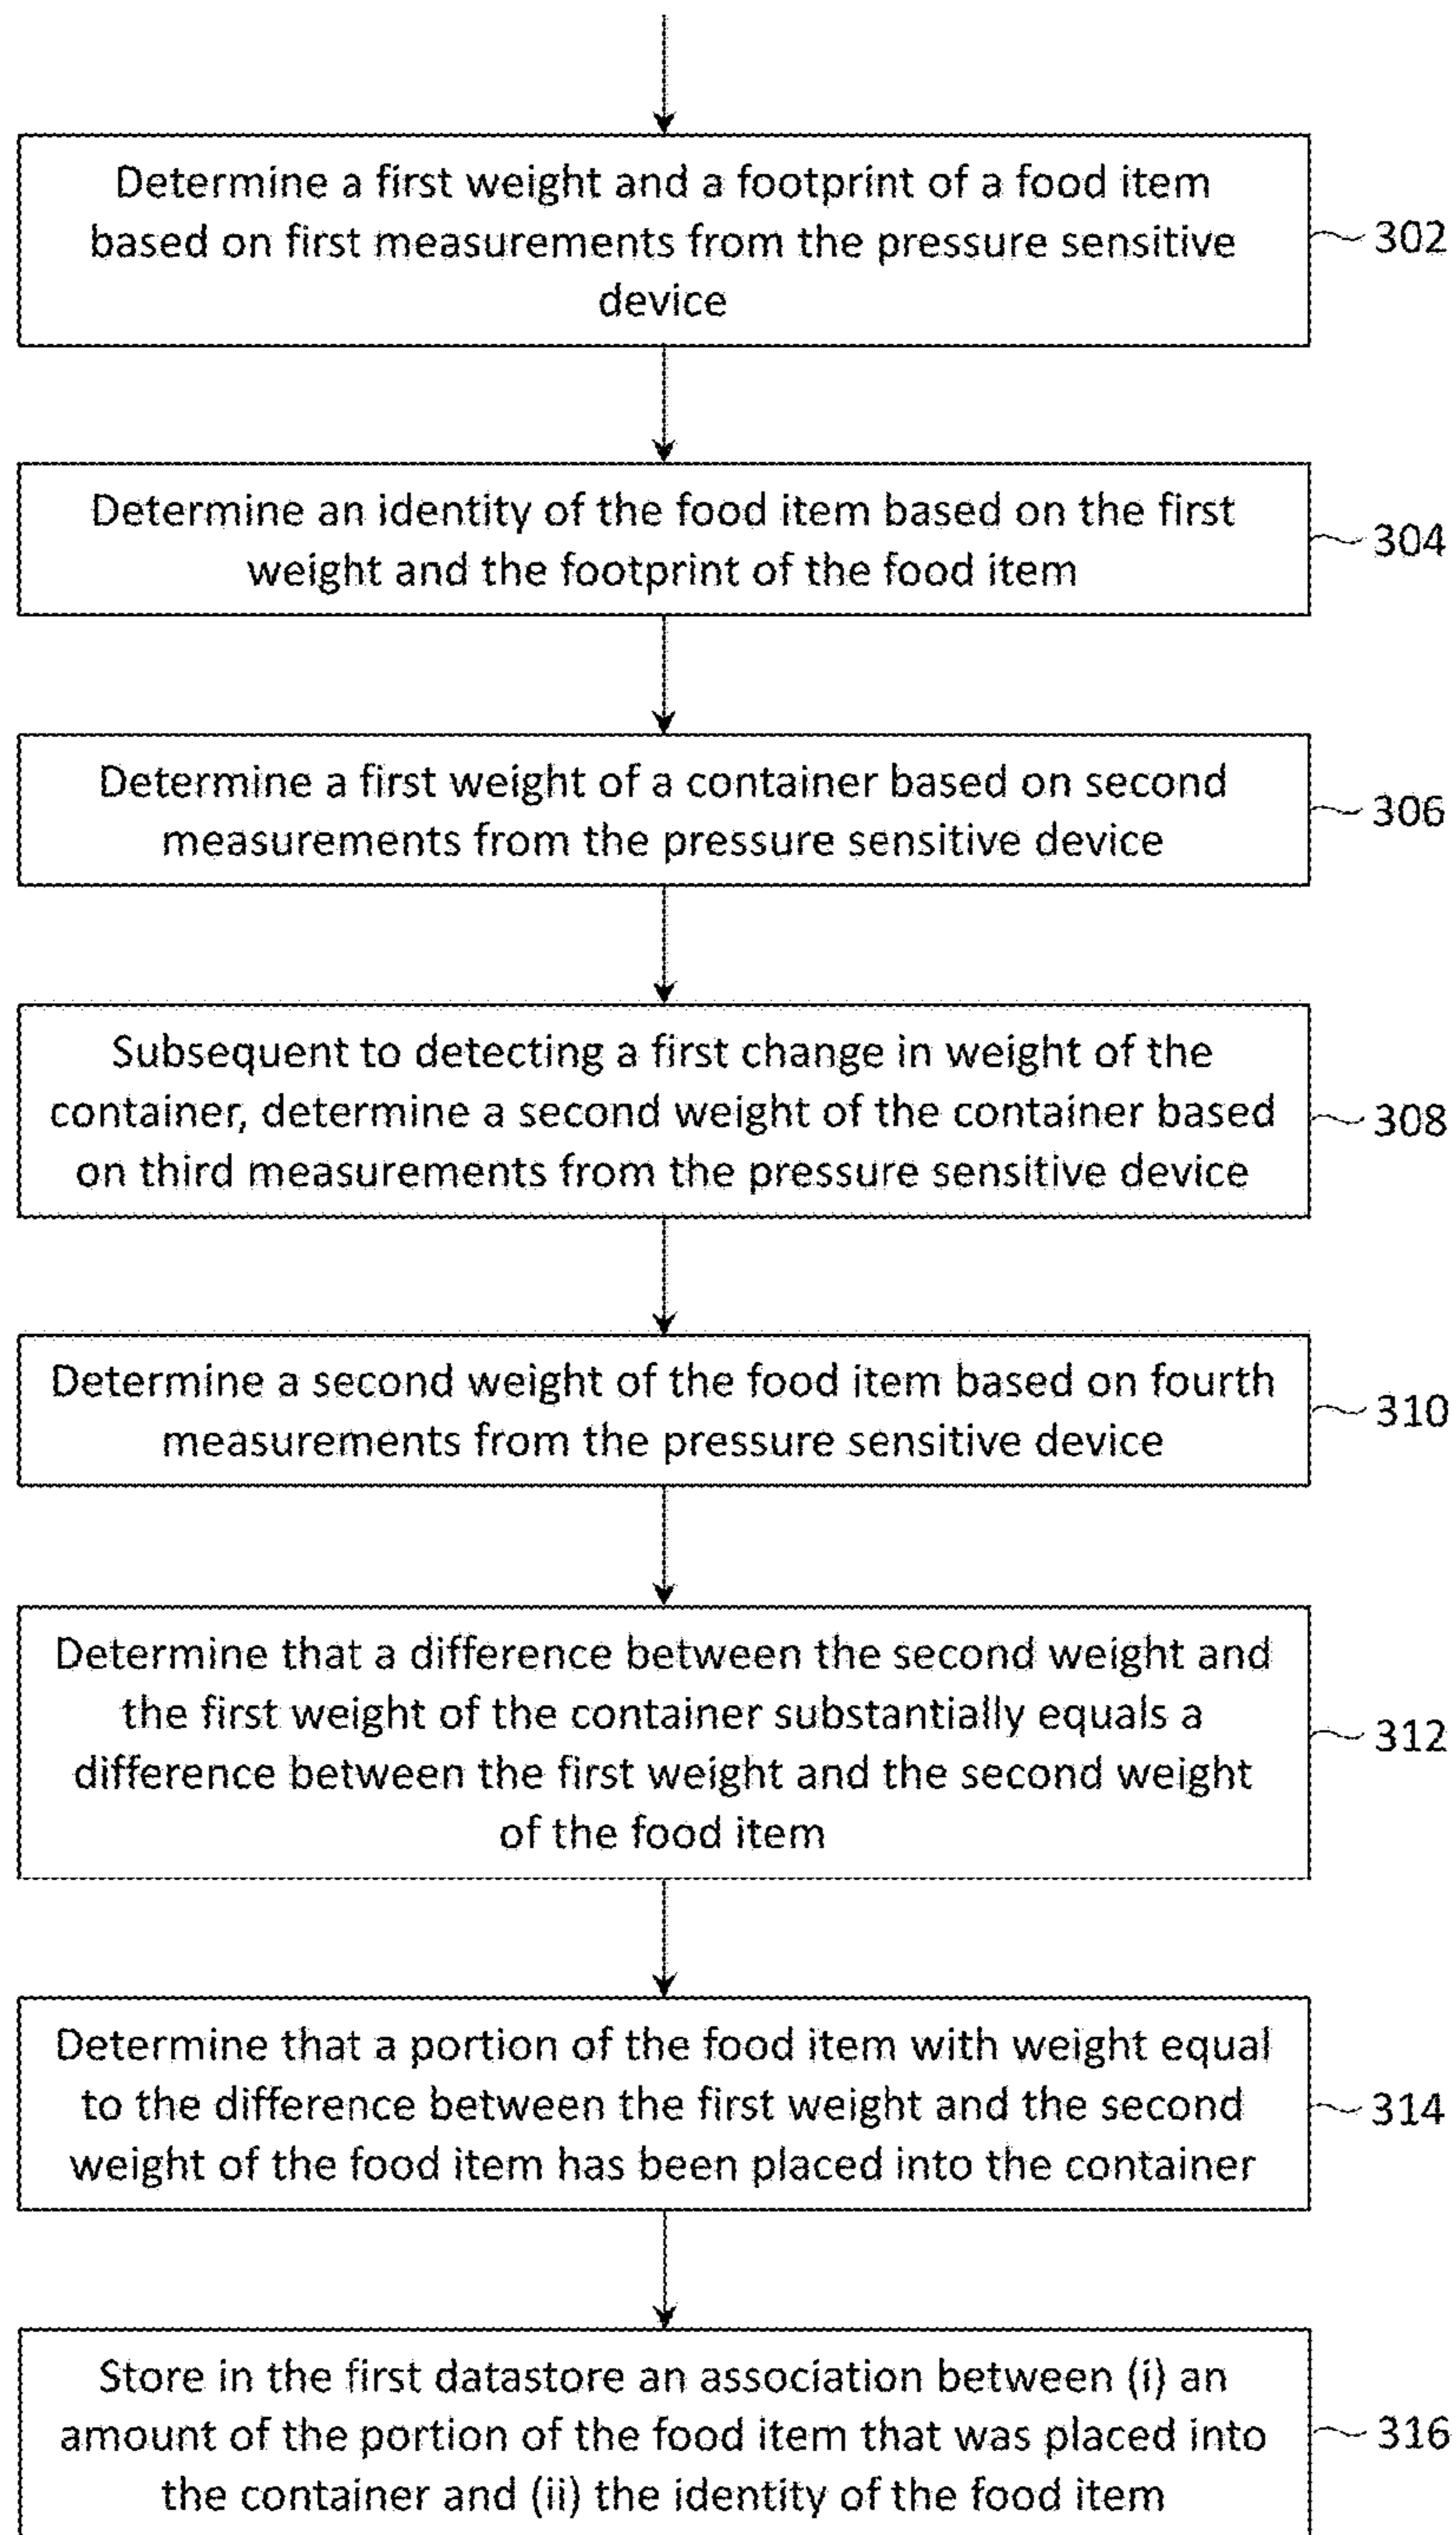 Determine a first weight and a footprint of a food item
based on first measurements from the pressure sensitive
device
302
Determine an identity of the food item based on the first
weight and the footprint of the food item
304
Determine a first weight of a container based on second
measurements from the pressure sensitive device
306
Subsequent to detecting a first change in weight of the
container, determine a second weight of the container based
on third measurements from the pressure sensitive device
308
Determine a second weight of the food item based on fourth
measurements from the pressure sensitive device
310
Determine that a difference between the second weight and
the first weight of the container substantially equals a
difference between the first weight and the second weight
of the food item
312
Determine that a portion of the food item with weight equal
to the difference between the first weight and the second
weight of the food item has been placed into the container
314
Store in the first datastore an association between (i) an
amount of the portion of the food item that was placed into
the container and (ii) the identity of the food item
316